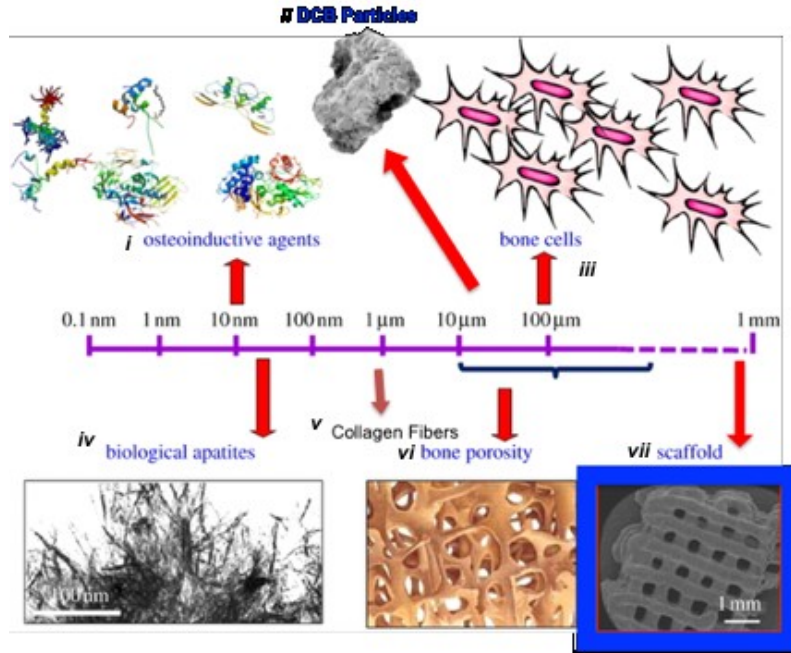 ii DCB Particles
i osteoinductive agents
bone cells
iii
0.1 nm 1 nm 10 nm 100 nm 1 μm 10 μm 100 μm 1 mm
iv biological apatites
v Collagen Fibers
vi bone porosity
vii scaffold
100 nm
1 mm